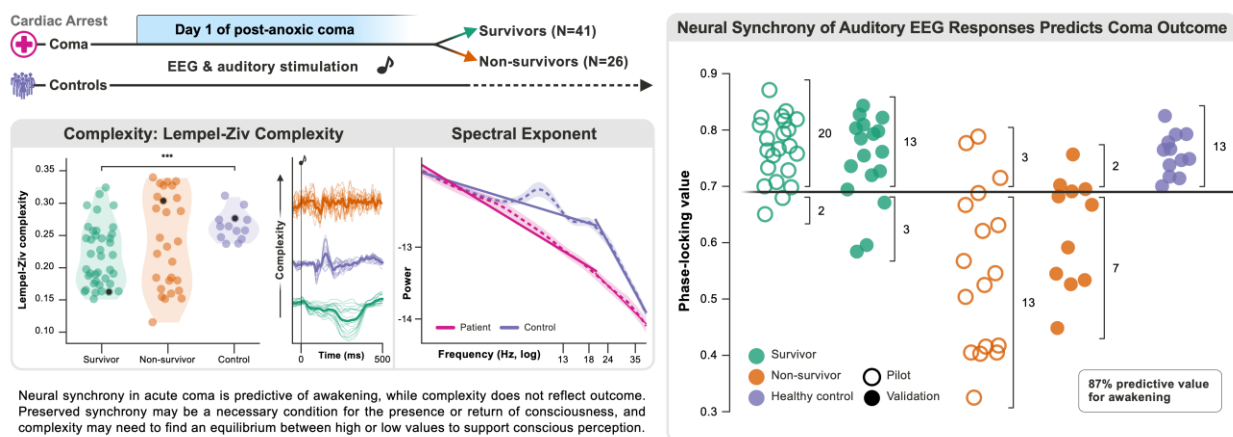 Cardiac Arrest
Coma
Day 1 of post-anoxic coma
Survivors (N=41)
Non-survivors (N=26)
EEG & auditory stimulation
Controls
Complexity: Lempel-Ziv Complexity
Lempel-Ziv complexity
0.35
0.30
0.25
0.20
0.15
0.10
***
Survivor
Non-survivor
Control
Complexity
0
Time (ms)
500
Spectral Exponent
Power
-13
-14
Patient
Control
Frequency (Hz, log)
13
18
24
35
Neural synchrony in acute coma is predictive of awakening, while complexity does not reflect outcome.
Preserved synchrony may be a necessary condition for the presence or return of consciousness, and
complexity may need to find an equilibrium between high or low values to support conscious perception.
Neural Synchrony of Auditory EEG Responses Predicts Coma Outcome
Phase-locking value
0.9
0.8
0.7
0.6
0.5
0.4
0.3
20
2
13
3
3
13
2
7
13
Survivor
Non-survivor
Healthy control
Pilot
Validation
87% predictive value
for awakening